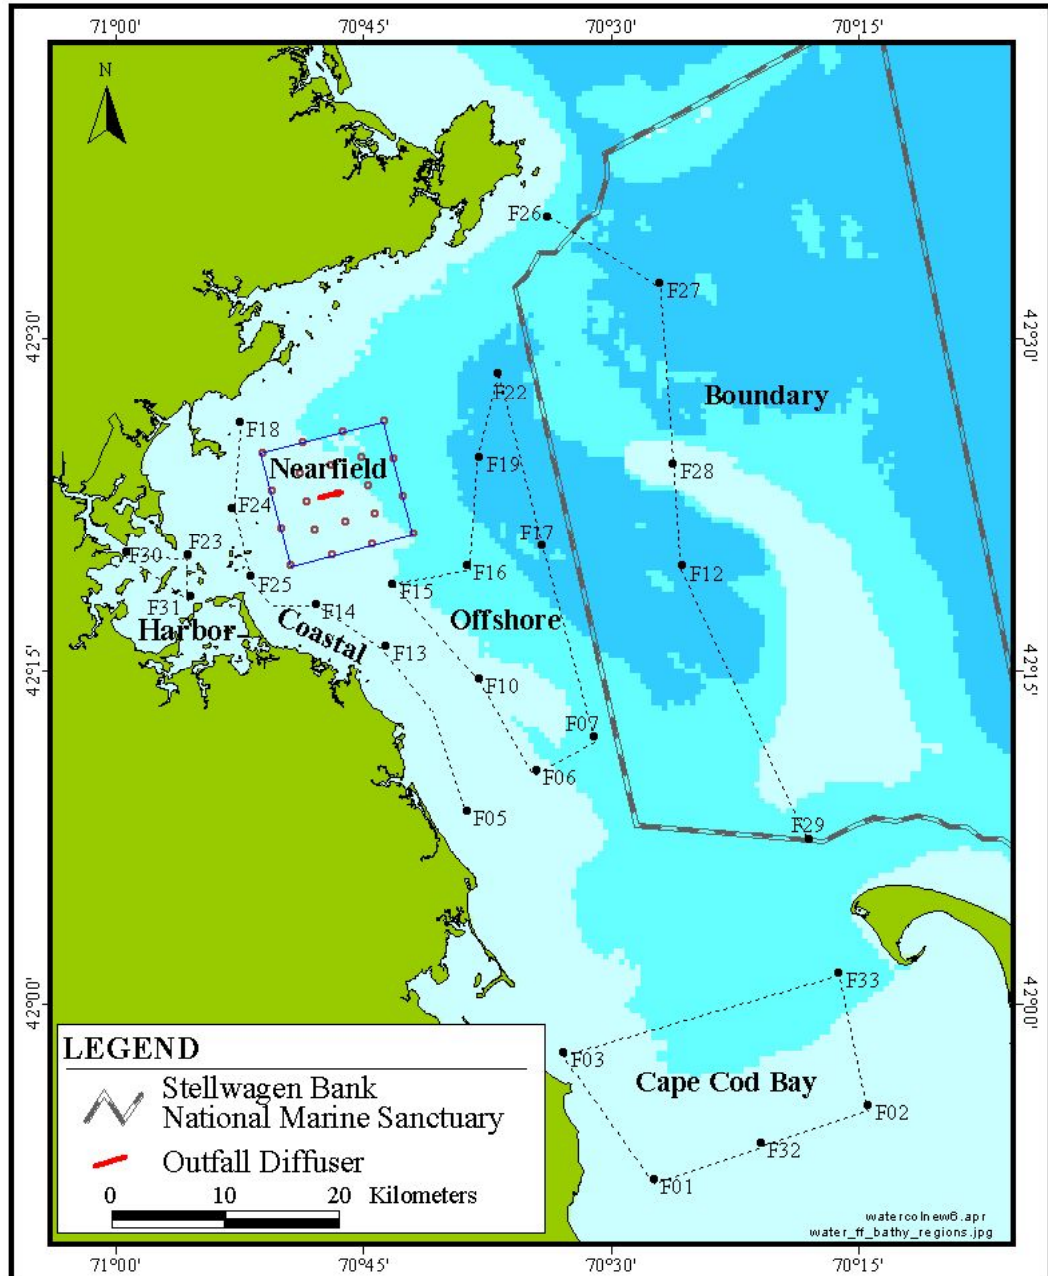 71°00' 70°45' 70°30' 70°15'
N
F26
F27
42°30' 42°30'
F22
Boundary
F18
Nearfield
F19 F28
F24
F17
F30 F23
F16 F12
F25 F15
F31 F14 Offshore
Harbor Coastal
F13
42°15' 42°15'
F10
F07
F06
F05
F29
F33
42°00' 42°00'
LEGEND
F03
Stellwagen Bank
National Marine Sanctuary
Cape Cod Bay
F02
F32
Outfall Diffuser
F01
0 10 20 Kilometers
watercolnew6.apr
water_ff_bathy_regions.jpg
71°00' 70°45' 70°30' 70°15'